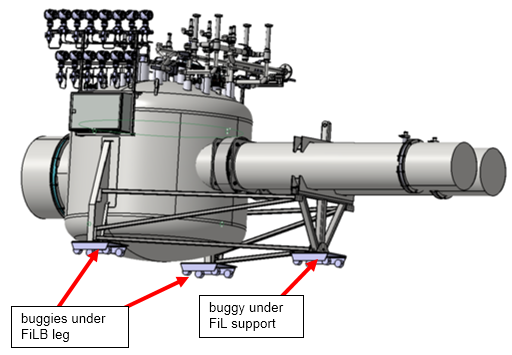 buggies under
FiLB leg
buggy under
FiL support